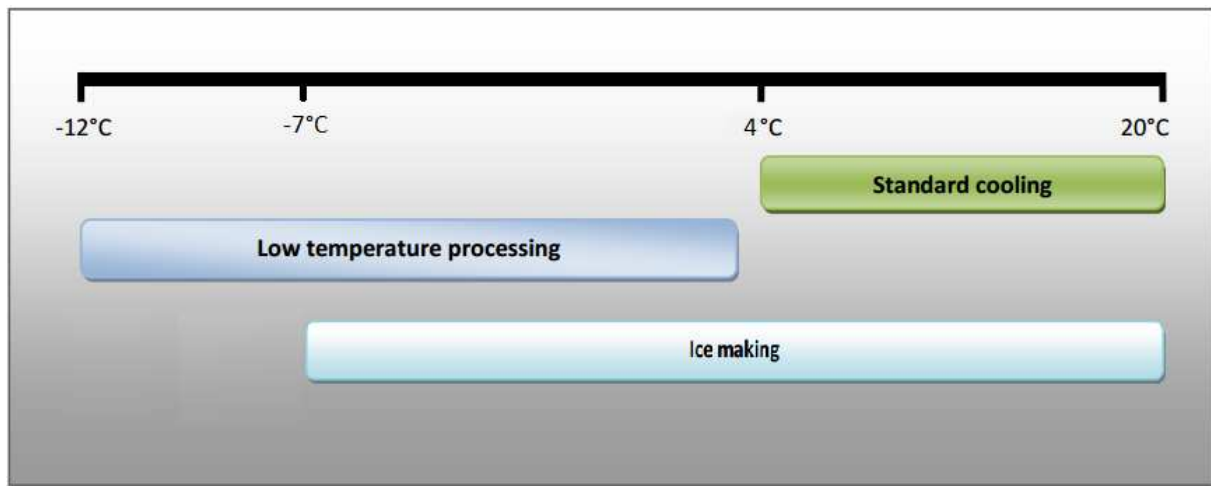 -12°C -7°C 4°C 20°C
Standard cooling
Low temperature processing
Ice making